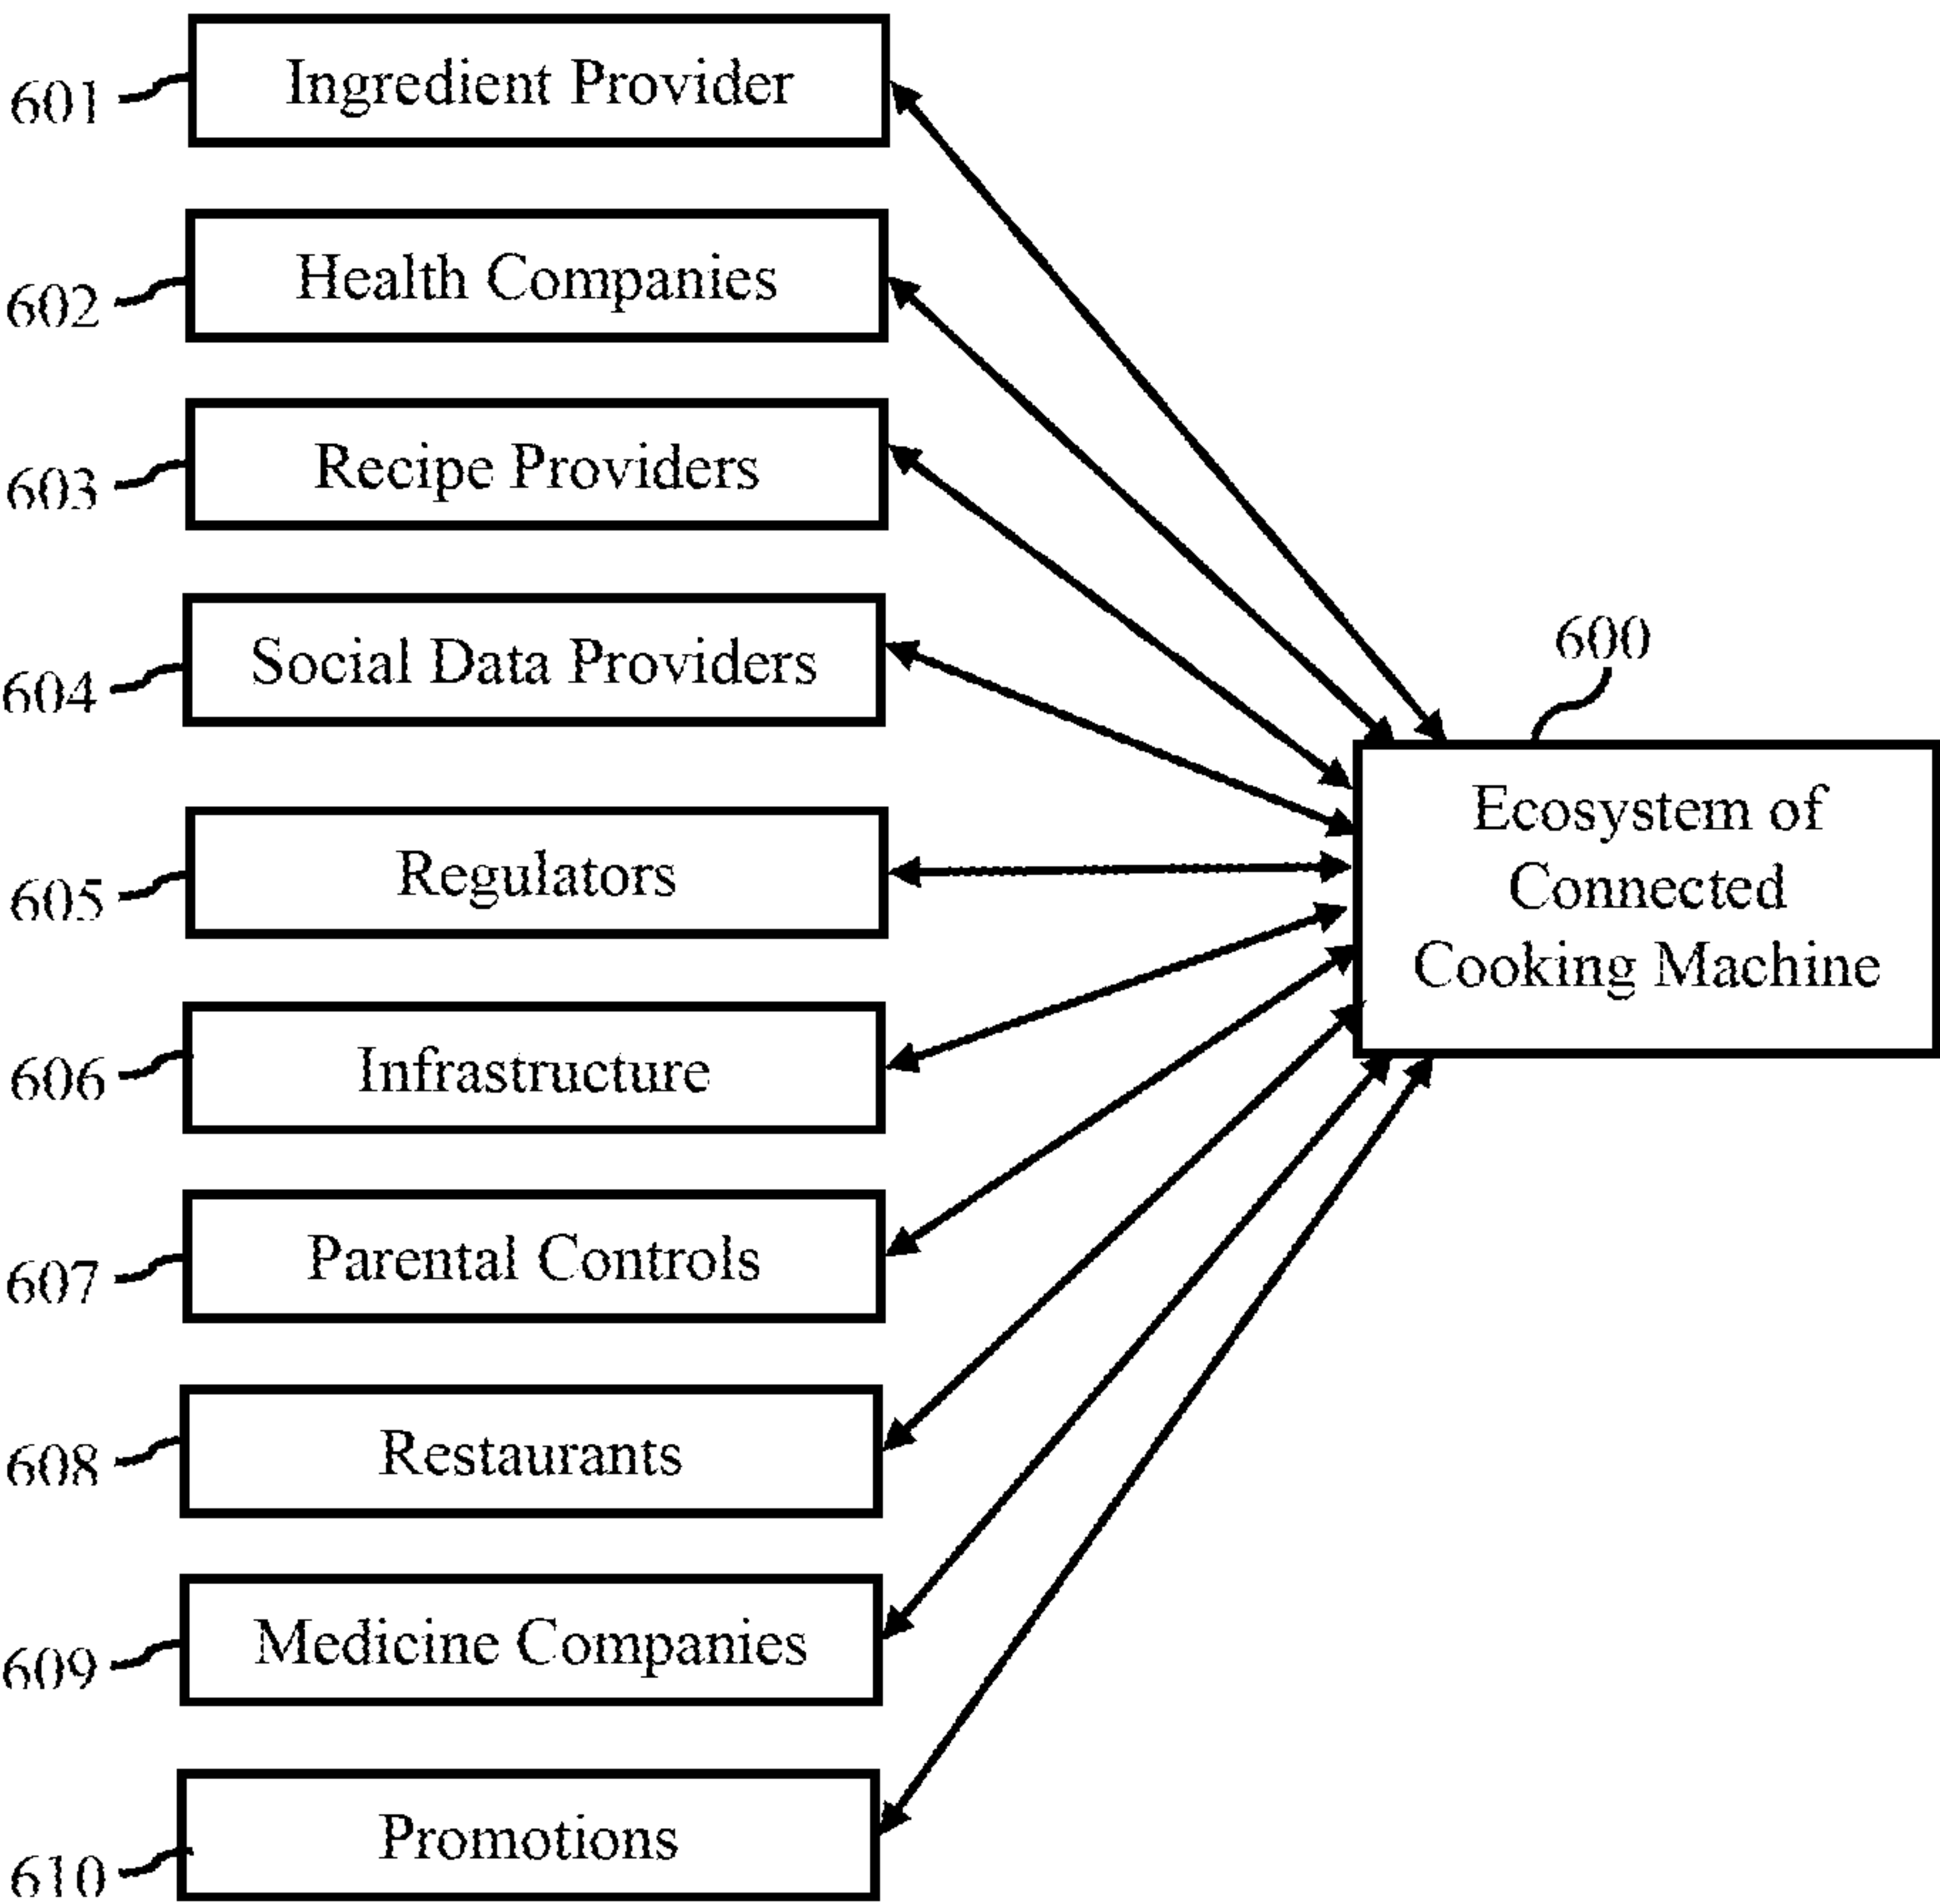 601 Ingredient Provider
602 Health Companies
603 Recipe Providers
604 Social Data Providers
600
Ecosystem of
Connected
Cooking Machine
605 Regulators
606 Infrastructure
607 Parental Controls
608 Restaurants
609 Medicine Companies
610 Promotions